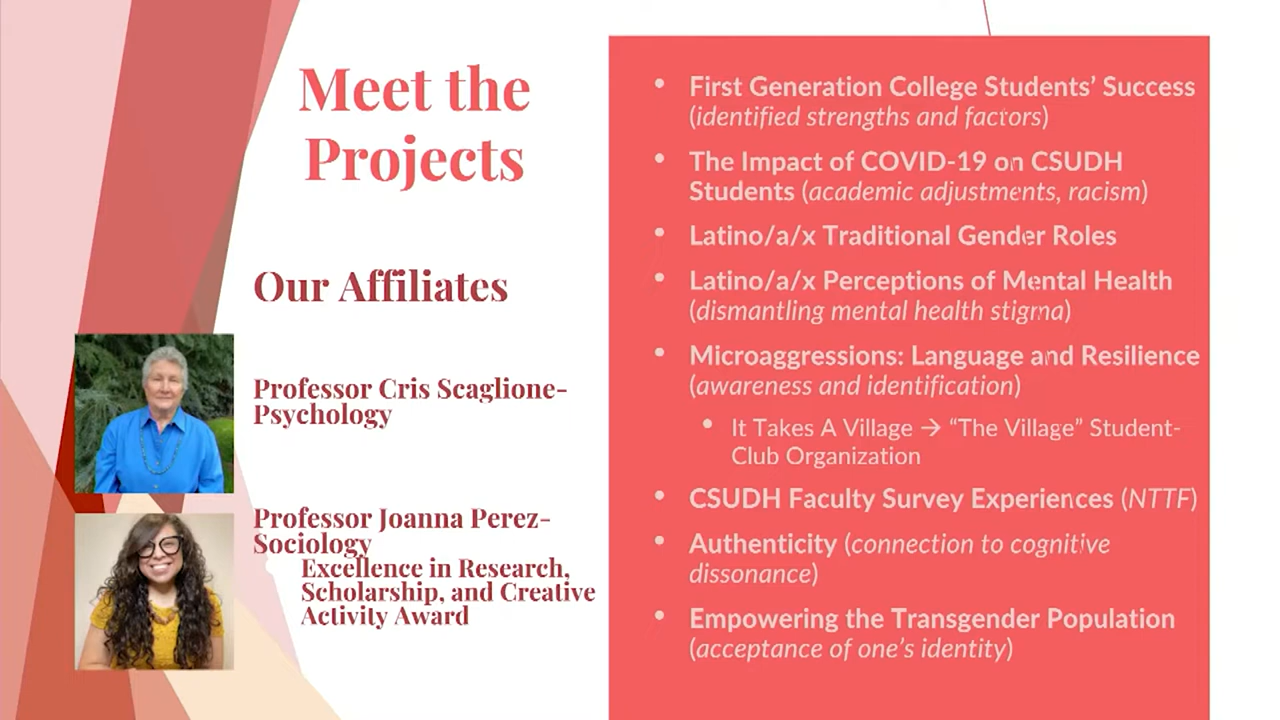 Meet the
Projects
Our Affiliates
Professor Cris Scaglione-
Psychology
Professor Joanna Perez-
Sociology
Excellence in Research,
Scholarship, and Creative
Activity Award
• First Generation College Students’ Success
(identified strengths and factors)
• The Impact of COVID-19 on CSUDH
Students (academic adjustments, racism)
• Latino/a/x Traditional Gender Roles
• Latino/a/x Perceptions of Mental Health
(dismantling mental health stigma)
• Microaggressions: Language and Resilience
(awareness and identification)
• It Takes A Village → “The Village” Student-
Club Organization
• CSUDH Faculty Survey Experiences (NTTF)
• Authenticity (connection to cognitive
dissonance)
• Empowering the Transgender Population
(acceptance of one’s identity)